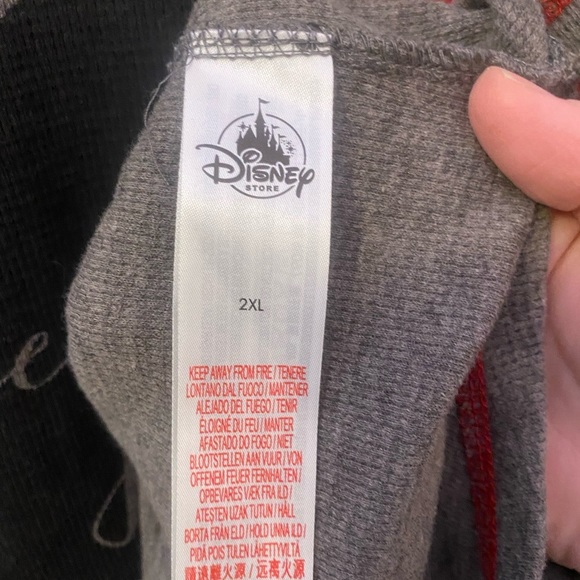 Disney
STORE
2XL
KEEP AWAY FROM FIRE / TENERE
LONTANO DAL FUOCO / MANTENER
ALEJADO DEL FUEGO / TENIR
ÉLOIGNÉ DU FEU / MANTER
AFASTADO DO FOGO / NIET
BLOOTSTELLEN AAN VUUR / VON
OFFENEM FEUER FERNHALTEN /
OPBEVARES VÆK FRA ILD /
ATEŞTEN UZAK TUTUN / HÅLL
BORTA FRÅN ELD / HOLD UNNA ILD /
PIDÄ POIS TULEN LÄHETTYVILTÄ
請遠離火源 / 远离火源